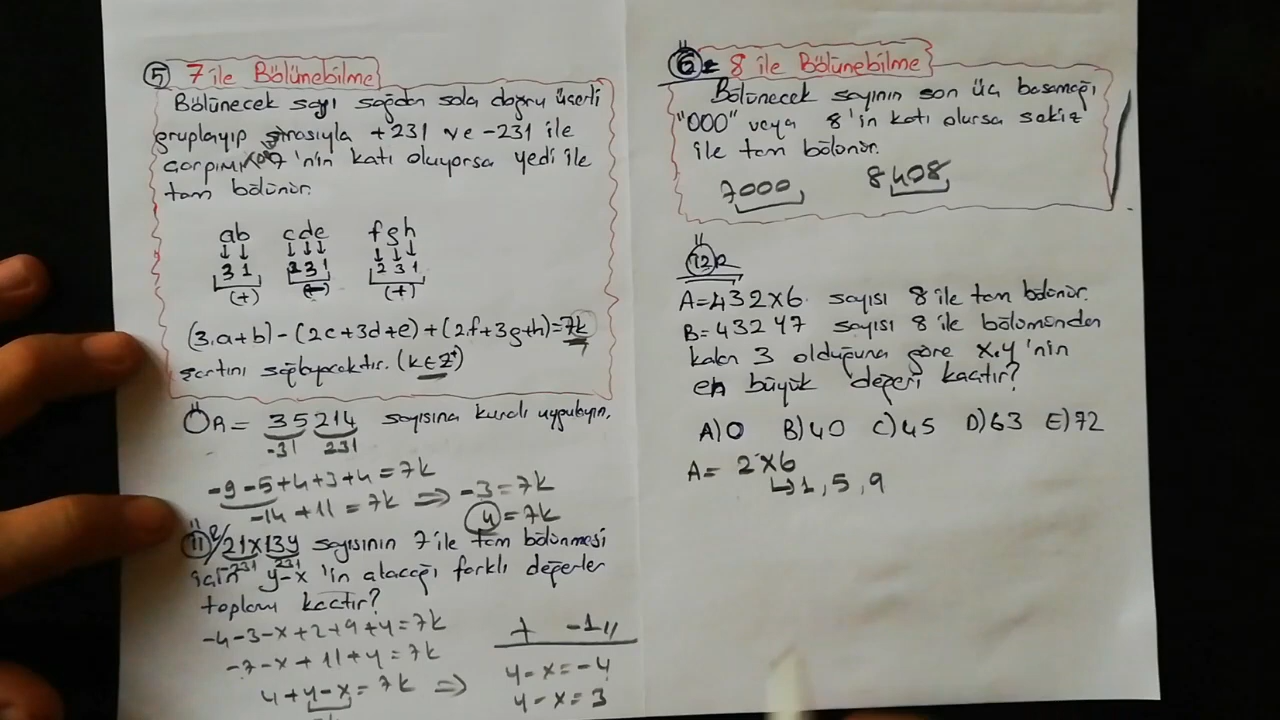 5 7 ile Bölünebilme
Bölünecek sayı sağdan sola doğru üçerli
gruplayıp sırasıyla +231 ve -231 ile
çarpımı 7'nin katı oluyorsa yedi ile
tam bölünür.
ab cde fgh
31 231 231
(+) (-) (+)
(3.a+b)-(2c+3d+e)+(2f+3g+h)=7k
şartını sağlayacaktır. (k∈Z⁺)
Ö A= 35 214 sayısına kuralı uygulayın.
-31 231
-9-5+4+3+4=7k
-14+11=7k ⇒ -3=7k
4=7k
11 21x13y sayısının 7 ile tam bölünmesi
-231 231
için y-x'in alacağı farklı değerler
toplamı kaçtır?
-4-3-x+2+9+y=7k
-7-x+11+y=7k
4+y-x=7k ⇒
+ -1
y-x=-4
y-x=3
6 8 ile Bölünebilme
Bölünecek sayının son üç basamağı
"000" veya 8'in katı olursa sekiz
ile tam bölünür.
7000 8408
12
A=432x6 sayısı 8 ile tam bölünür.
B=4324y sayısı 8 ile bölümünden
kalan 3 olduğuna göre x.y'nin
en büyük değeri kaçtır?
A)0 B)40 C)45 D)63 E)72
A= 2x6
↳1,5,9